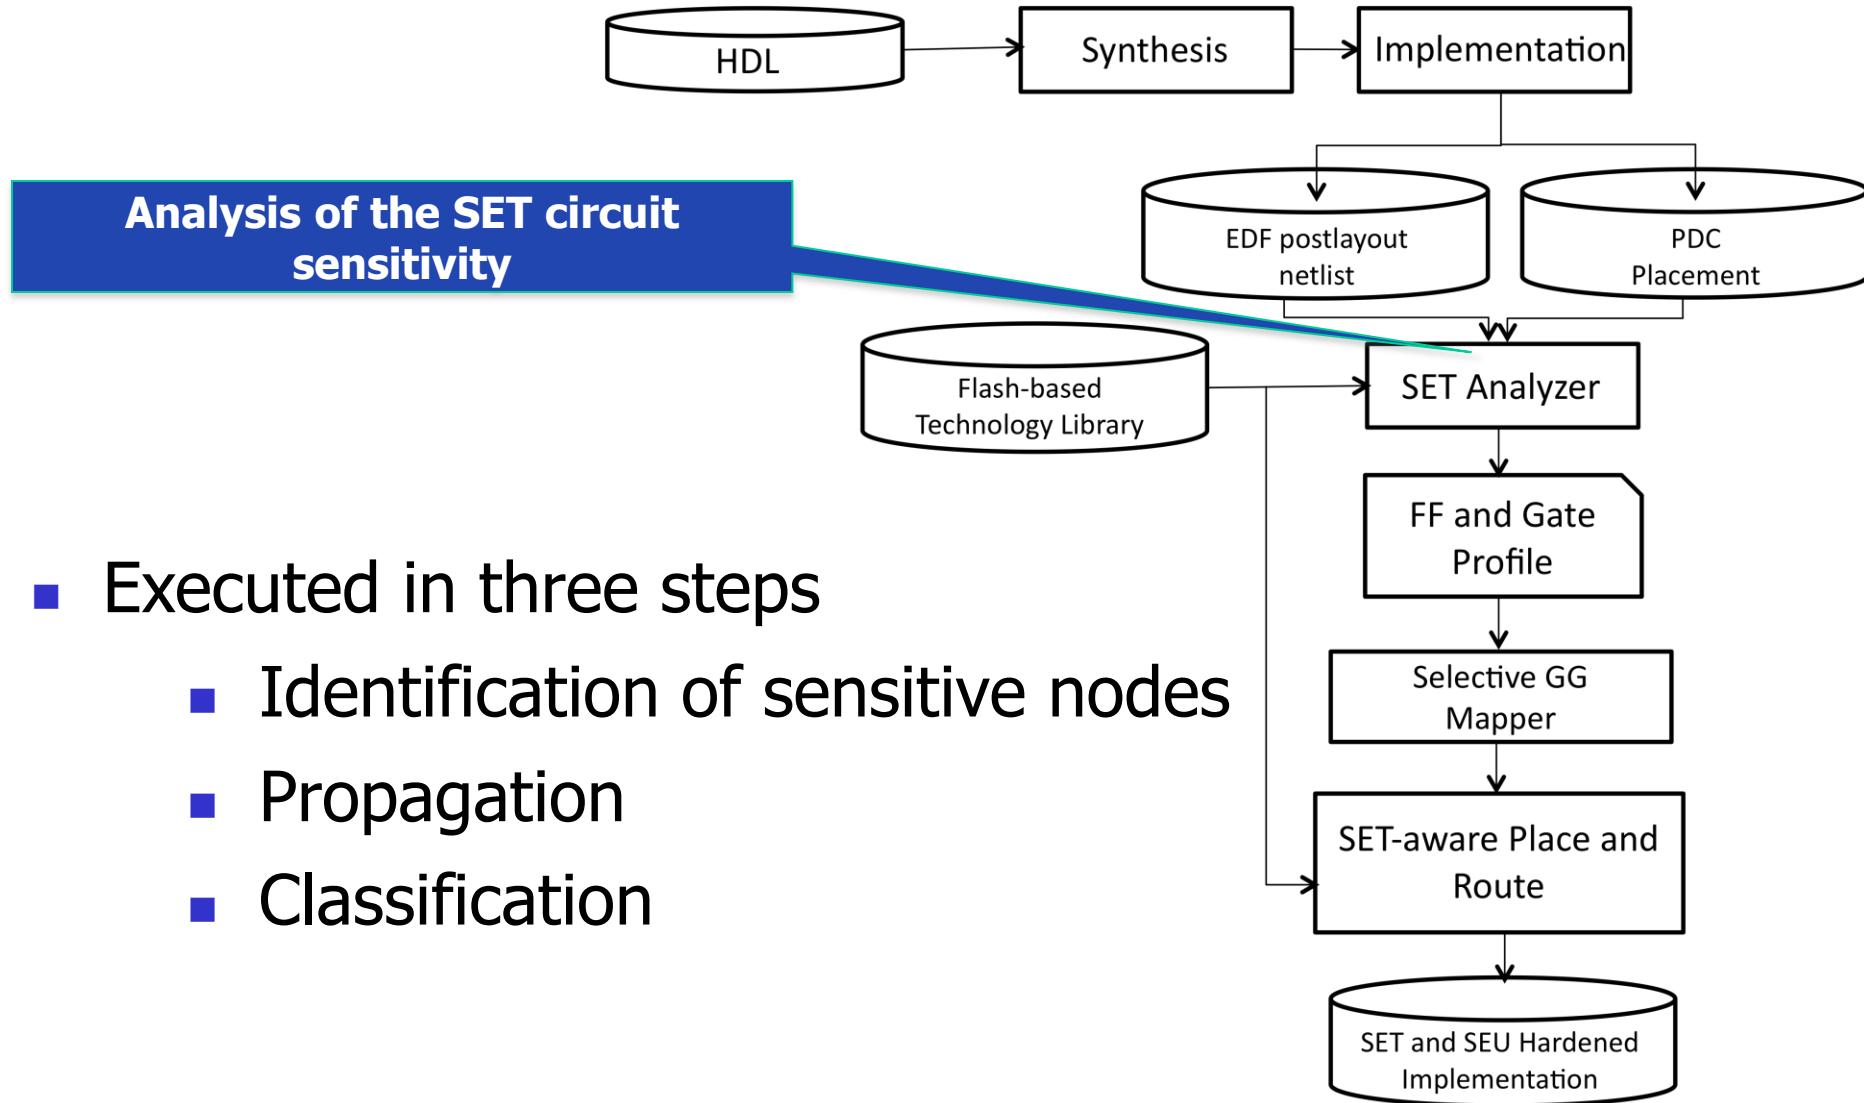 HDL
Synthesis
Implementation
Analysis of the SET circuit
sensitivity
EDF postlayout
netlist
PDC
Placement
Flash-based
Technology Library
SET Analyzer
FF and Gate
Profile
Executed in three steps
Identification of sensitive nodes
Propagation
Classification
Selective GG
Mapper
SET-aware Place and
Route
SET and SEU Hardened
Implementation